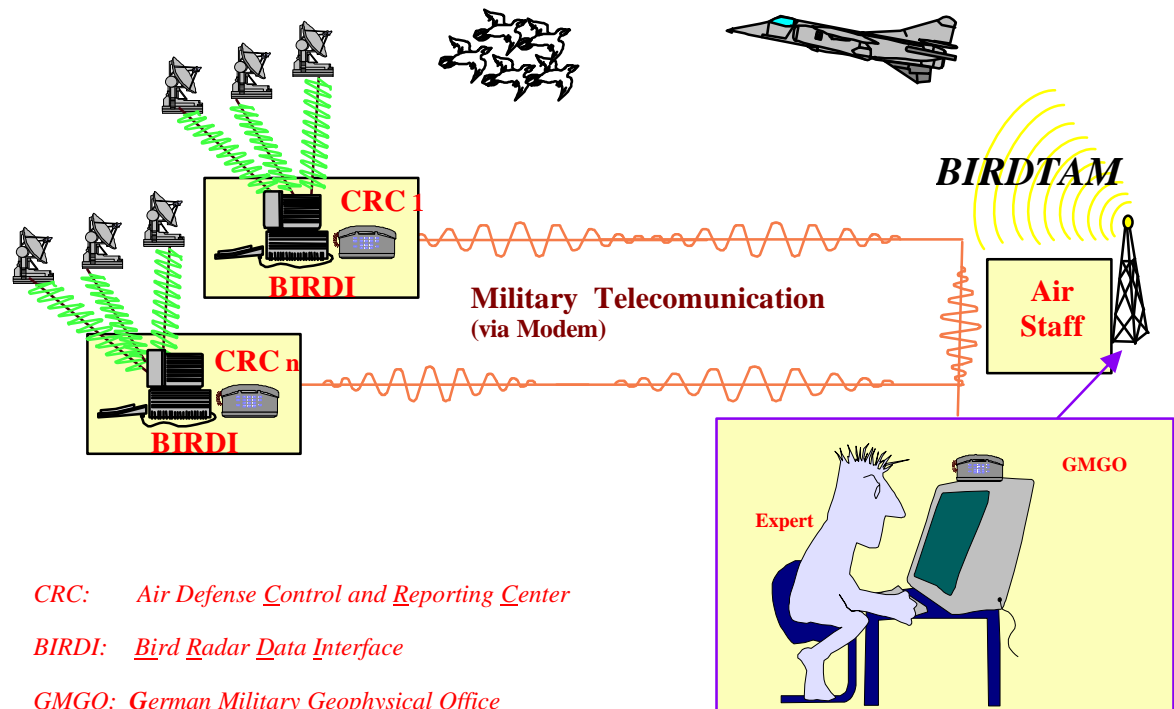 BIRDTAM
CRC 1
BIRDI
Military Telecomunication
(via Modem)
Air
Staff
CRC n
BIRDI
GMGO
Expert
CRC: Air Defense Control and Reporting Center
BIRDI: Bird Radar Data Interface
GMGO: German Military Geophysical Office